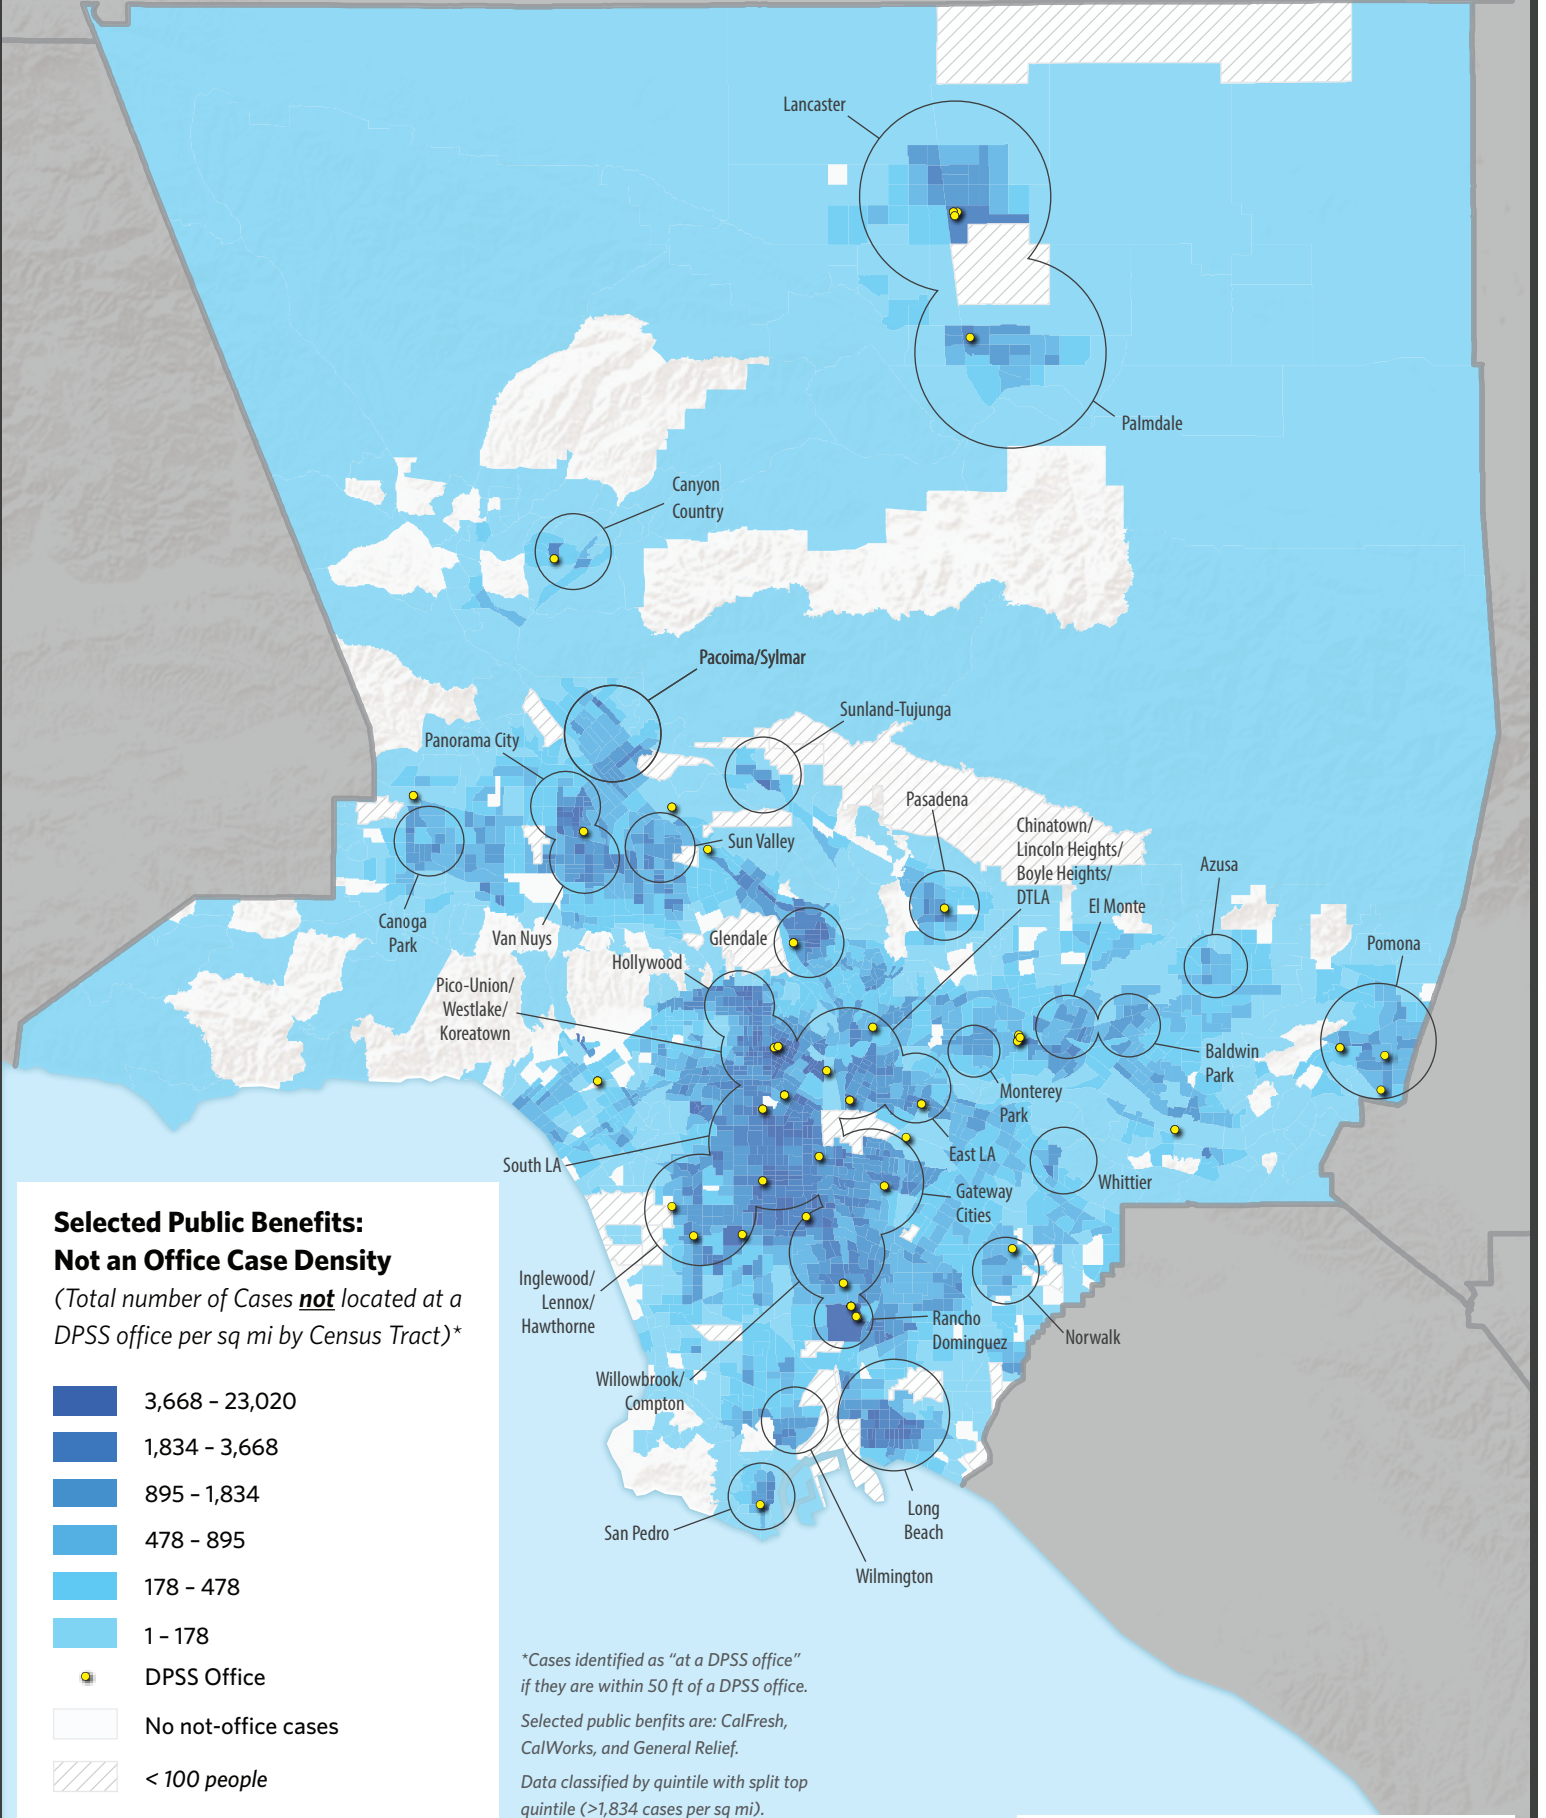 Lancaster
Palmdale
Canyon
Country
Pacoima/Sylmar
Sunland-Tujunga
Panorama City
Pasadena
Chinatown/
Lincoln Heights/
Boyle Heights/
DTLA
Sun Valley
Azusa
El Monte
Canoga
Park
Van Nuys
Glendale
Pomona
Hollywood
Pico-Union/
Westlake/
Koreatown
Baldwin
Park
Monterey
Park
East LA
South LA
Whittier
Gateway
Cities
Inglewood/
Lennox/
Hawthorne
Rancho
Dominguez
Norwalk
Willowbrook/
Compton
Long
Beach
San Pedro
Wilmington
Selected Public Benefits:
Not an Office Case Density
(Total number of Cases not located at a
DPSS office per sq mi by Census Tract)*
3,668 – 23,020
1,834 – 3,668
895 – 1,834
478 – 895
178 – 478
1 – 178
DPSS Office
No not-office cases
< 100 people
*Cases identified as “at a DPSS office”
if they are within 50 ft of a DPSS office.
Selected public benfits are: CalFresh,
CalWorks, and General Relief.
Data classified by quintile with split top
quintile (>1,834 cases per sq mi).